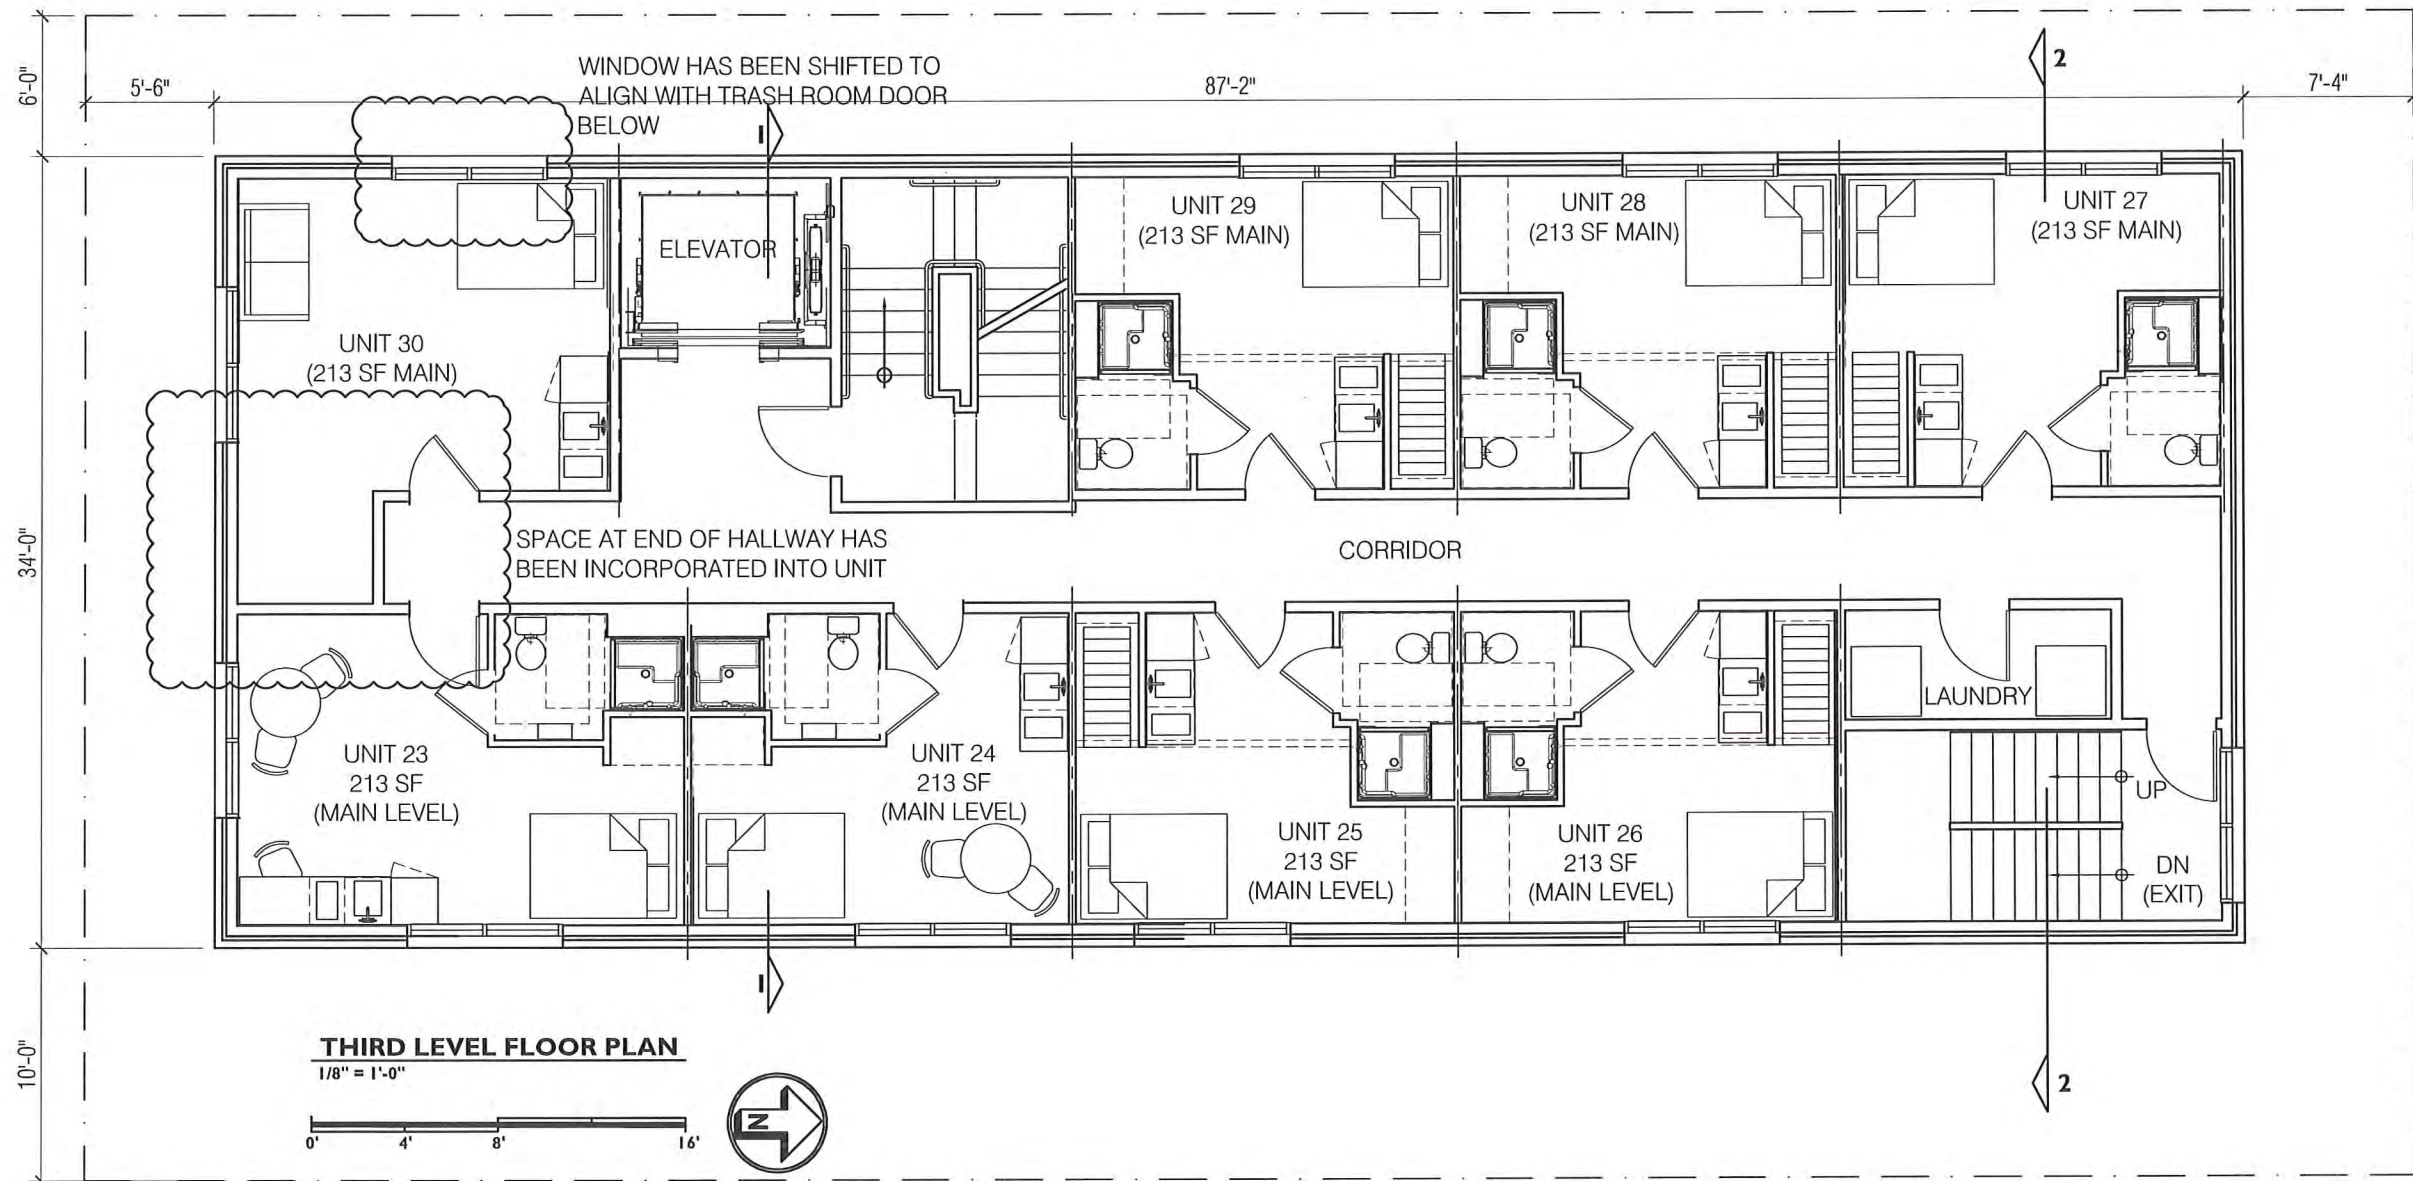 WINDOW HAS BEEN SHIFTED TO
ALIGN WITH TRASH ROOM DOOR
BELOW
6'-0"
5'-6"
87'-2"
7'-4"
2
1
ELEVATOR
UNIT 29
(213 SF MAIN)
UNIT 28
(213 SF MAIN)
UNIT 27
(213 SF MAIN)
UNIT 30
(213 SF MAIN)
34'-0"
SPACE AT END OF HALLWAY HAS
BEEN INCORPORATED INTO UNIT
CORRIDOR
LAUNDRY
UNIT 23
213 SF
(MAIN LEVEL)
UNIT 24
213 SF
(MAIN LEVEL)
UNIT 25
213 SF
(MAIN LEVEL)
UNIT 26
213 SF
(MAIN LEVEL)
UP
DN
(EXIT)
1
2
10'-0"
THIRD LEVEL FLOOR PLAN
1/8" = 1'-0"
0'
4'
8'
16'
N